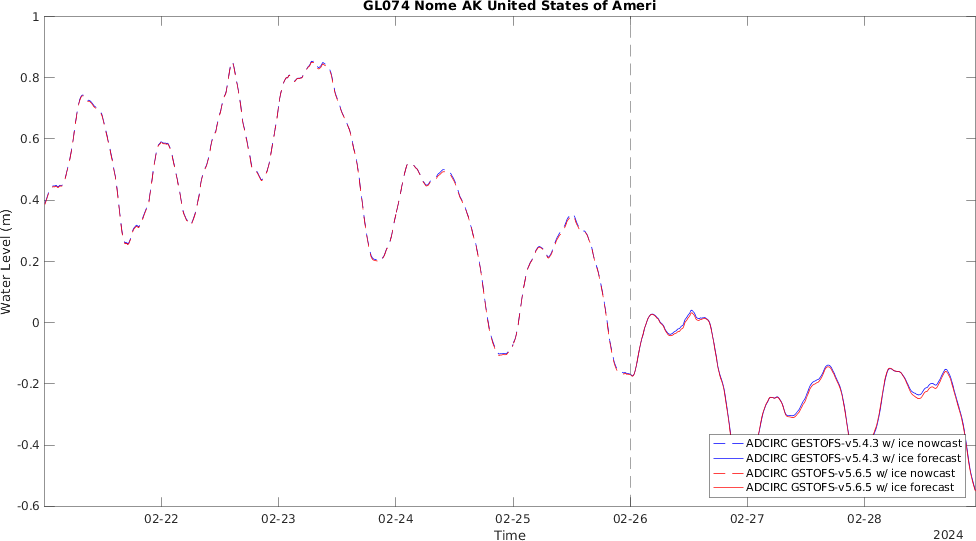 GL074 Nome AK United States of Ameri
1
0.8
0.6
0.4
0.2
0
-0.2
-0.4
-0.6
Water Level (m)
ADCIRC GESTOFS-v5.4.3 w/ ice nowcast
ADCIRC GESTOFS-v5.4.3 w/ ice forecast
ADCIRC GSTOFS-v5.6.5 w/ ice nowcast
ADCIRC GSTOFS-v5.6.5 w/ ice forecast
02-22 02-23 02-24 02-25 02-26 02-27 02-28
Time
2024